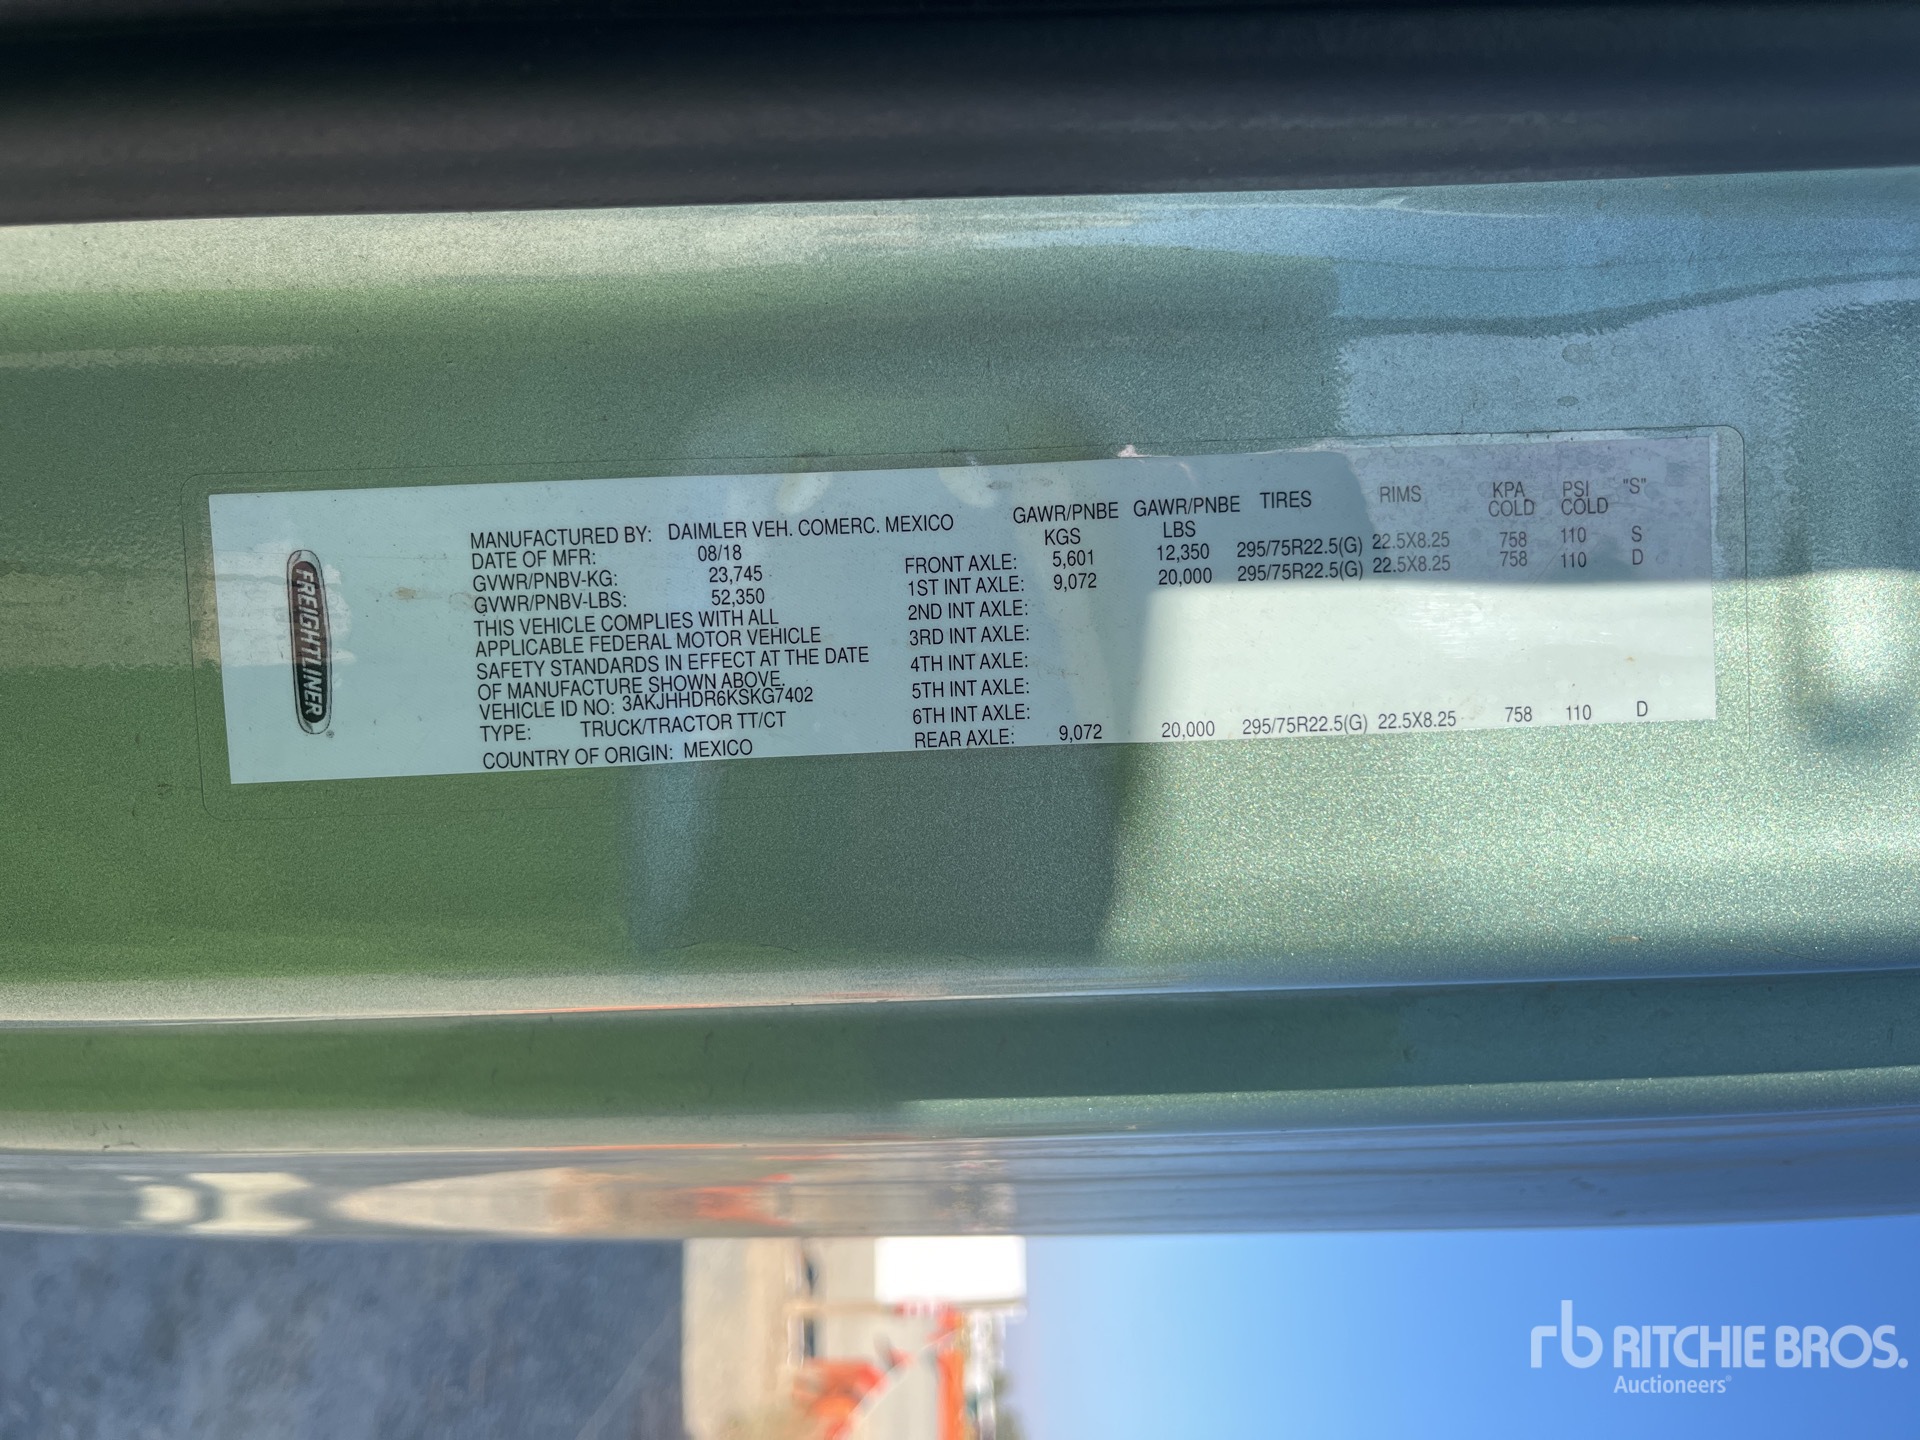 FREIGHTLINER
MANUFACTURED BY: DAIMLER VEH. COMERC. MEXICO
DATE OF MFR: 08/18
GVWR/PNBV-KG: 23,745
GVWR/PNBV-LBS: 52,350
THIS VEHICLE COMPLIES WITH ALL
APPLICABLE FEDERAL MOTOR VEHICLE
SAFETY STANDARDS IN EFFECT AT THE DATE
OF MANUFACTURE SHOWN ABOVE.
VEHICLE ID NO: 3AKJHHDR6KSKG7402
TYPE: TRUCK/TRACTOR TT/CT
COUNTRY OF ORIGIN: MEXICO
GAWR/PNBE GAWR/PNBE TIRES RIMS KPA PSI "S"
KGS LBS COLD COLD
FRONT AXLE: 5,601 12,350 295/75R22.5(G) 22.5X8.25 758 110 S
1ST INT AXLE: 9,072 20,000 295/75R22.5(G) 22.5X8.25 758 110 D
2ND INT AXLE:
3RD INT AXLE:
4TH INT AXLE:
5TH INT AXLE:
6TH INT AXLE:
REAR AXLE: 9,072 20,000 295/75R22.5(G) 22.5X8.25 758 110 D
rb RITCHIE BROS.
Auctioneers